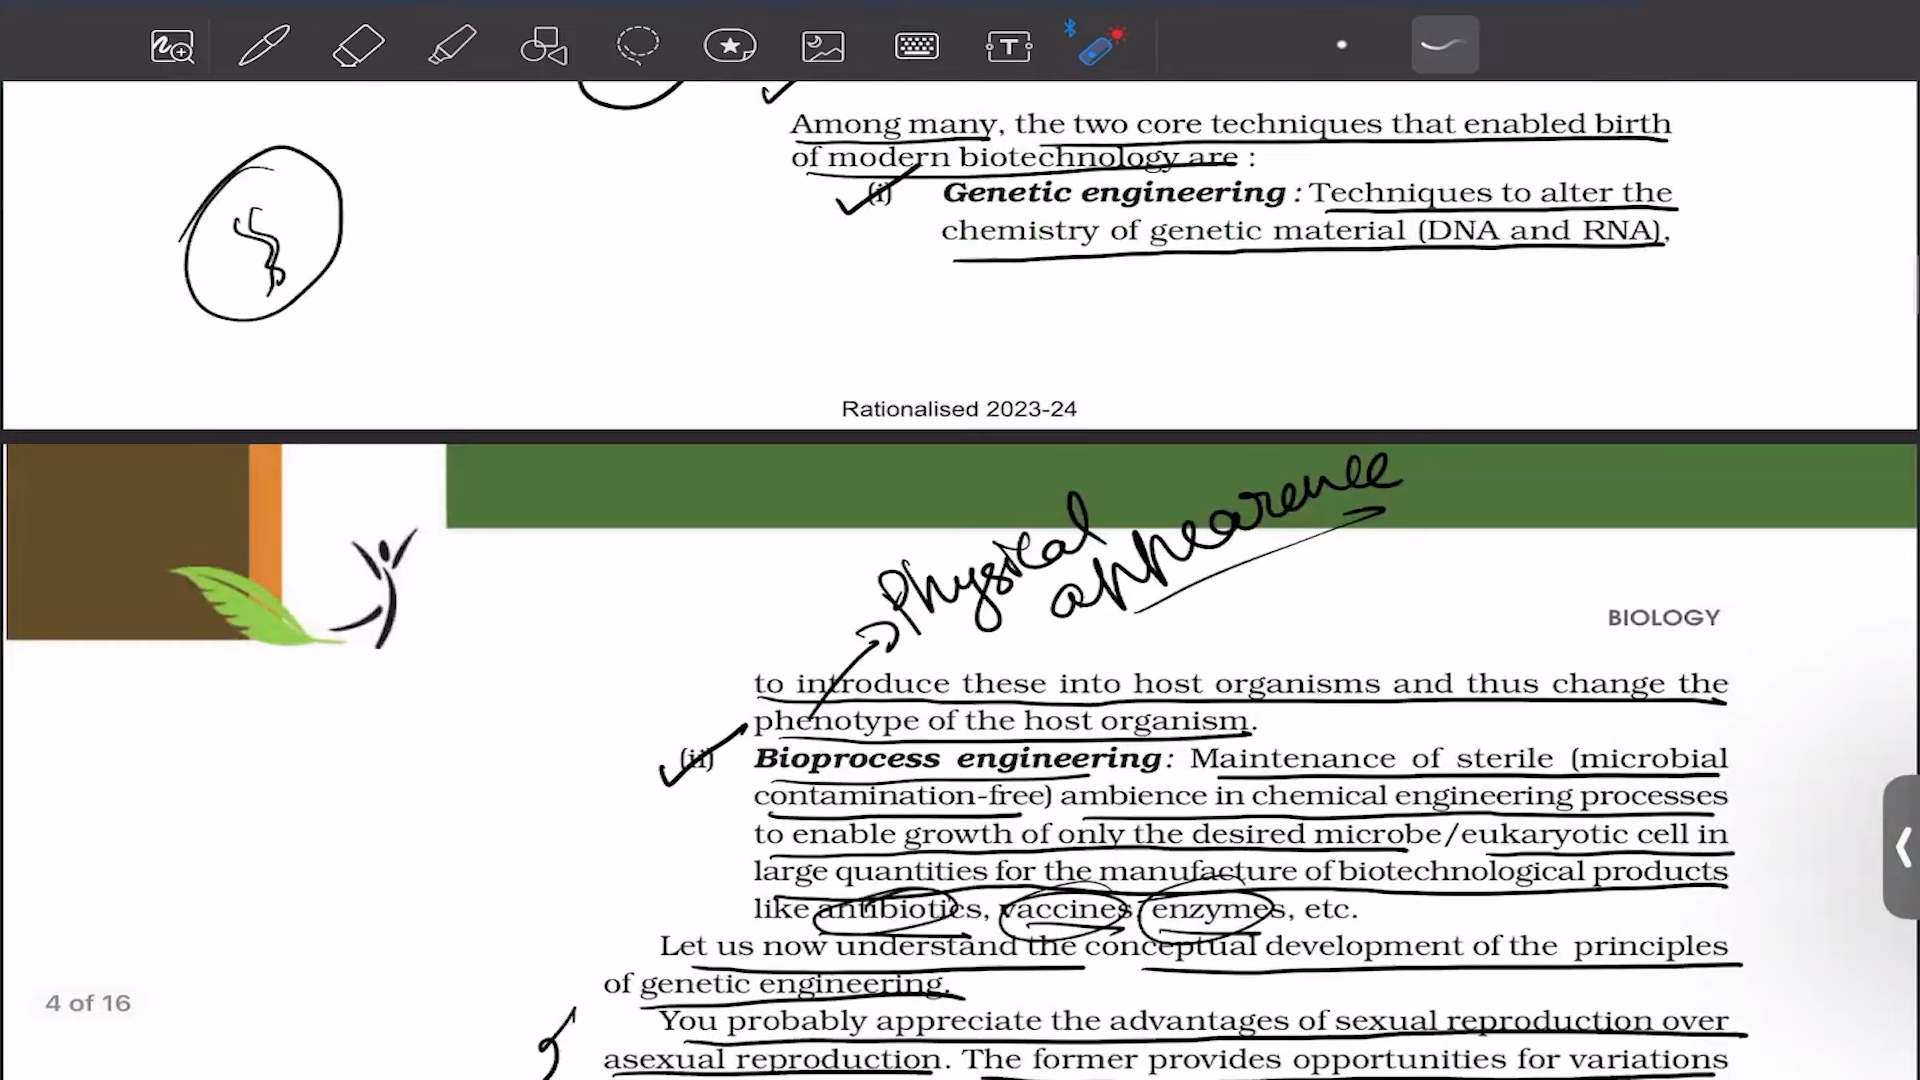 Among many, the two core techniques that enabled birth
of modern biotechnology are :
(i) Genetic engineering : Techniques to alter the
chemistry of genetic material (DNA and RNA),
Rationalised 2023-24
Physical
appearence
BIOLOGY
to introduce these into host organisms and thus change the
phenotype of the host organism.
(ii) Bioprocess engineering: Maintenance of sterile (microbial
contamination-free) ambience in chemical engineering processes
to enable growth of only the desired microbe/eukaryotic cell in
large quantities for the manufacture of biotechnological products
like antibiotics, vaccines, enzymes, etc.
Let us now understand the conceptual development of the principles
of genetic engineering.
4 of 16
You probably appreciate the advantages of sexual reproduction over
asexual reproduction. The former provides opportunities for variations